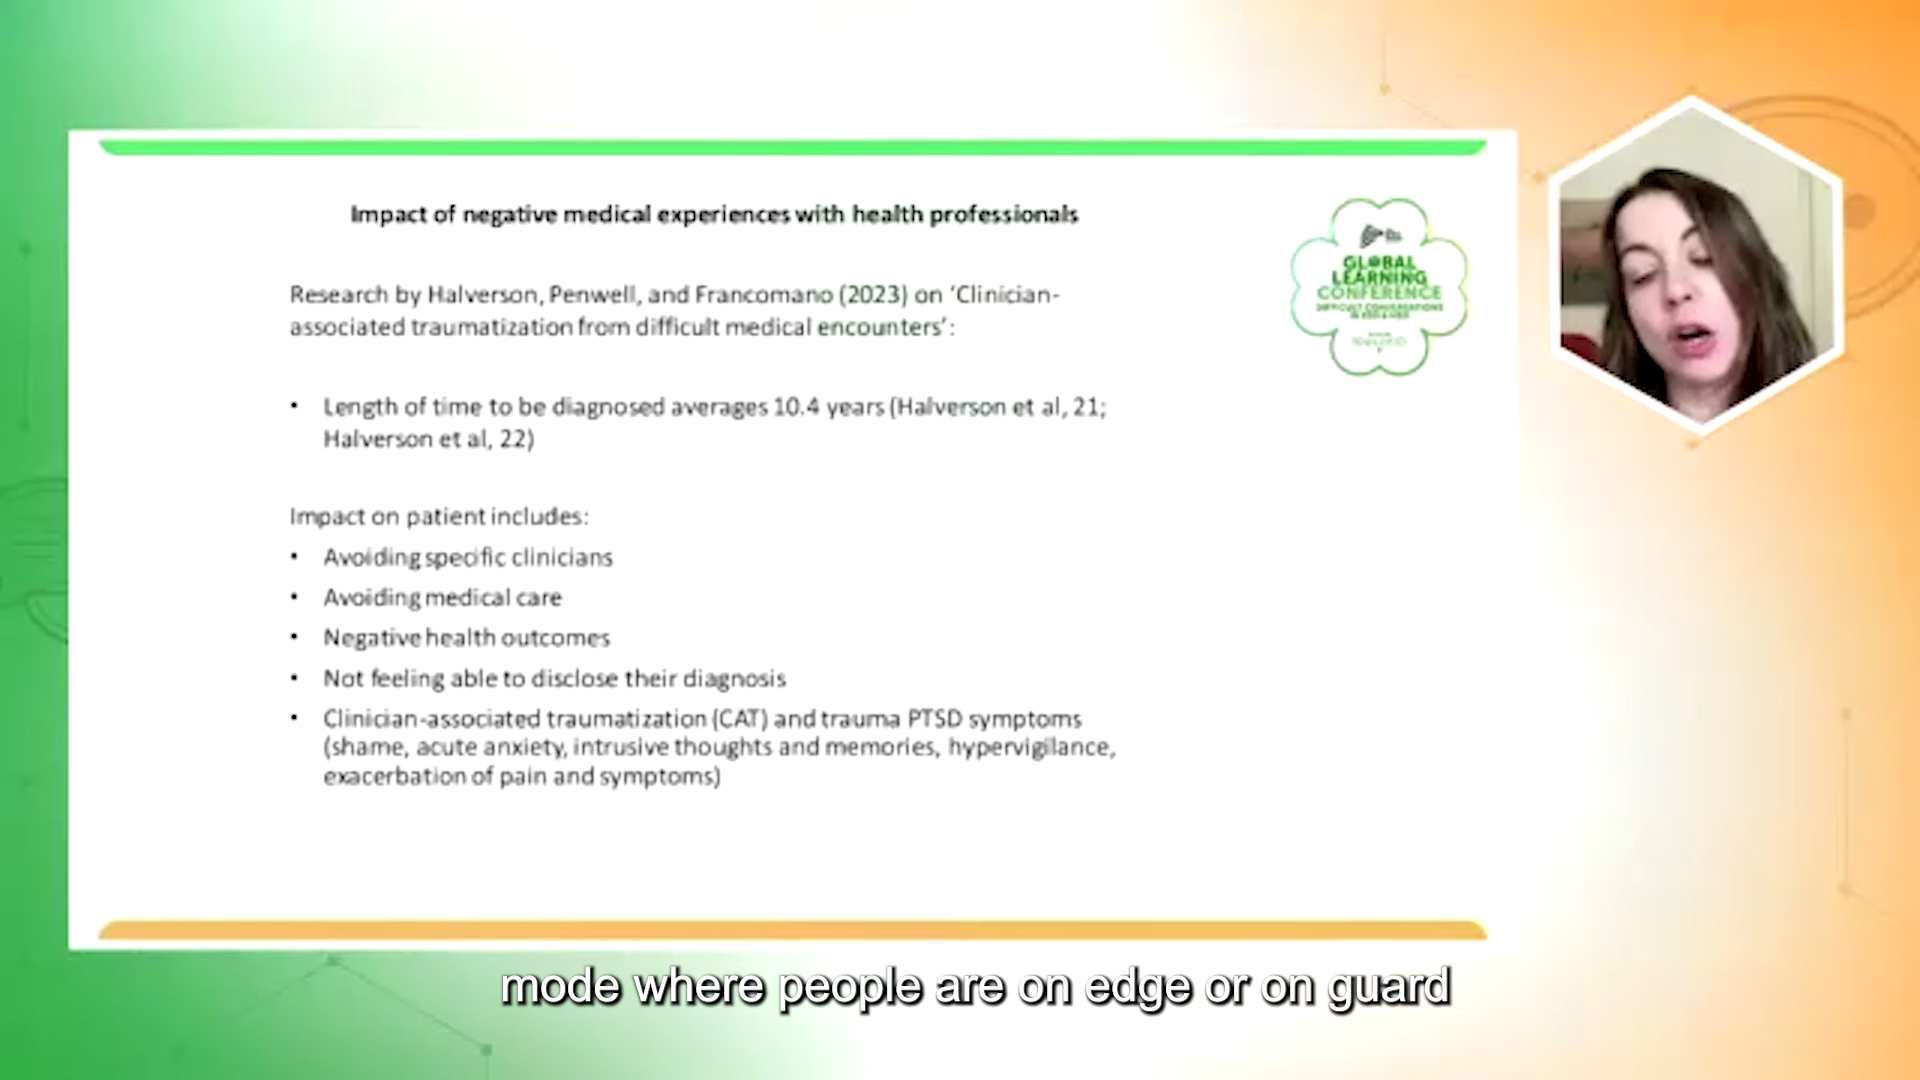 Impact of negative medical experiences with health professionals
Research by Halverson, Penwell, and Francomano (2023) on ‘Clinician-
associated traumatization from difficult medical encounters’:
• Length of time to be diagnosed averages 10.4 years (Halverson et al, 21;
Halverson et al, 22)
Impact on patient includes:
• Avoiding specific clinicians
• Avoiding medical care
• Negative health outcomes
• Not feeling able to disclose their diagnosis
• Clinician-associated traumatization (CAT) and trauma PTSD symptoms
(shame, acute anxiety, intrusive thoughts and memories, hypervigilance,
exacerbation of pain and symptoms)
GLOBAL
LEARNING
CONFERENCE
DIFFICULT CONVERSATIONS
mode where people are on edge or on guard